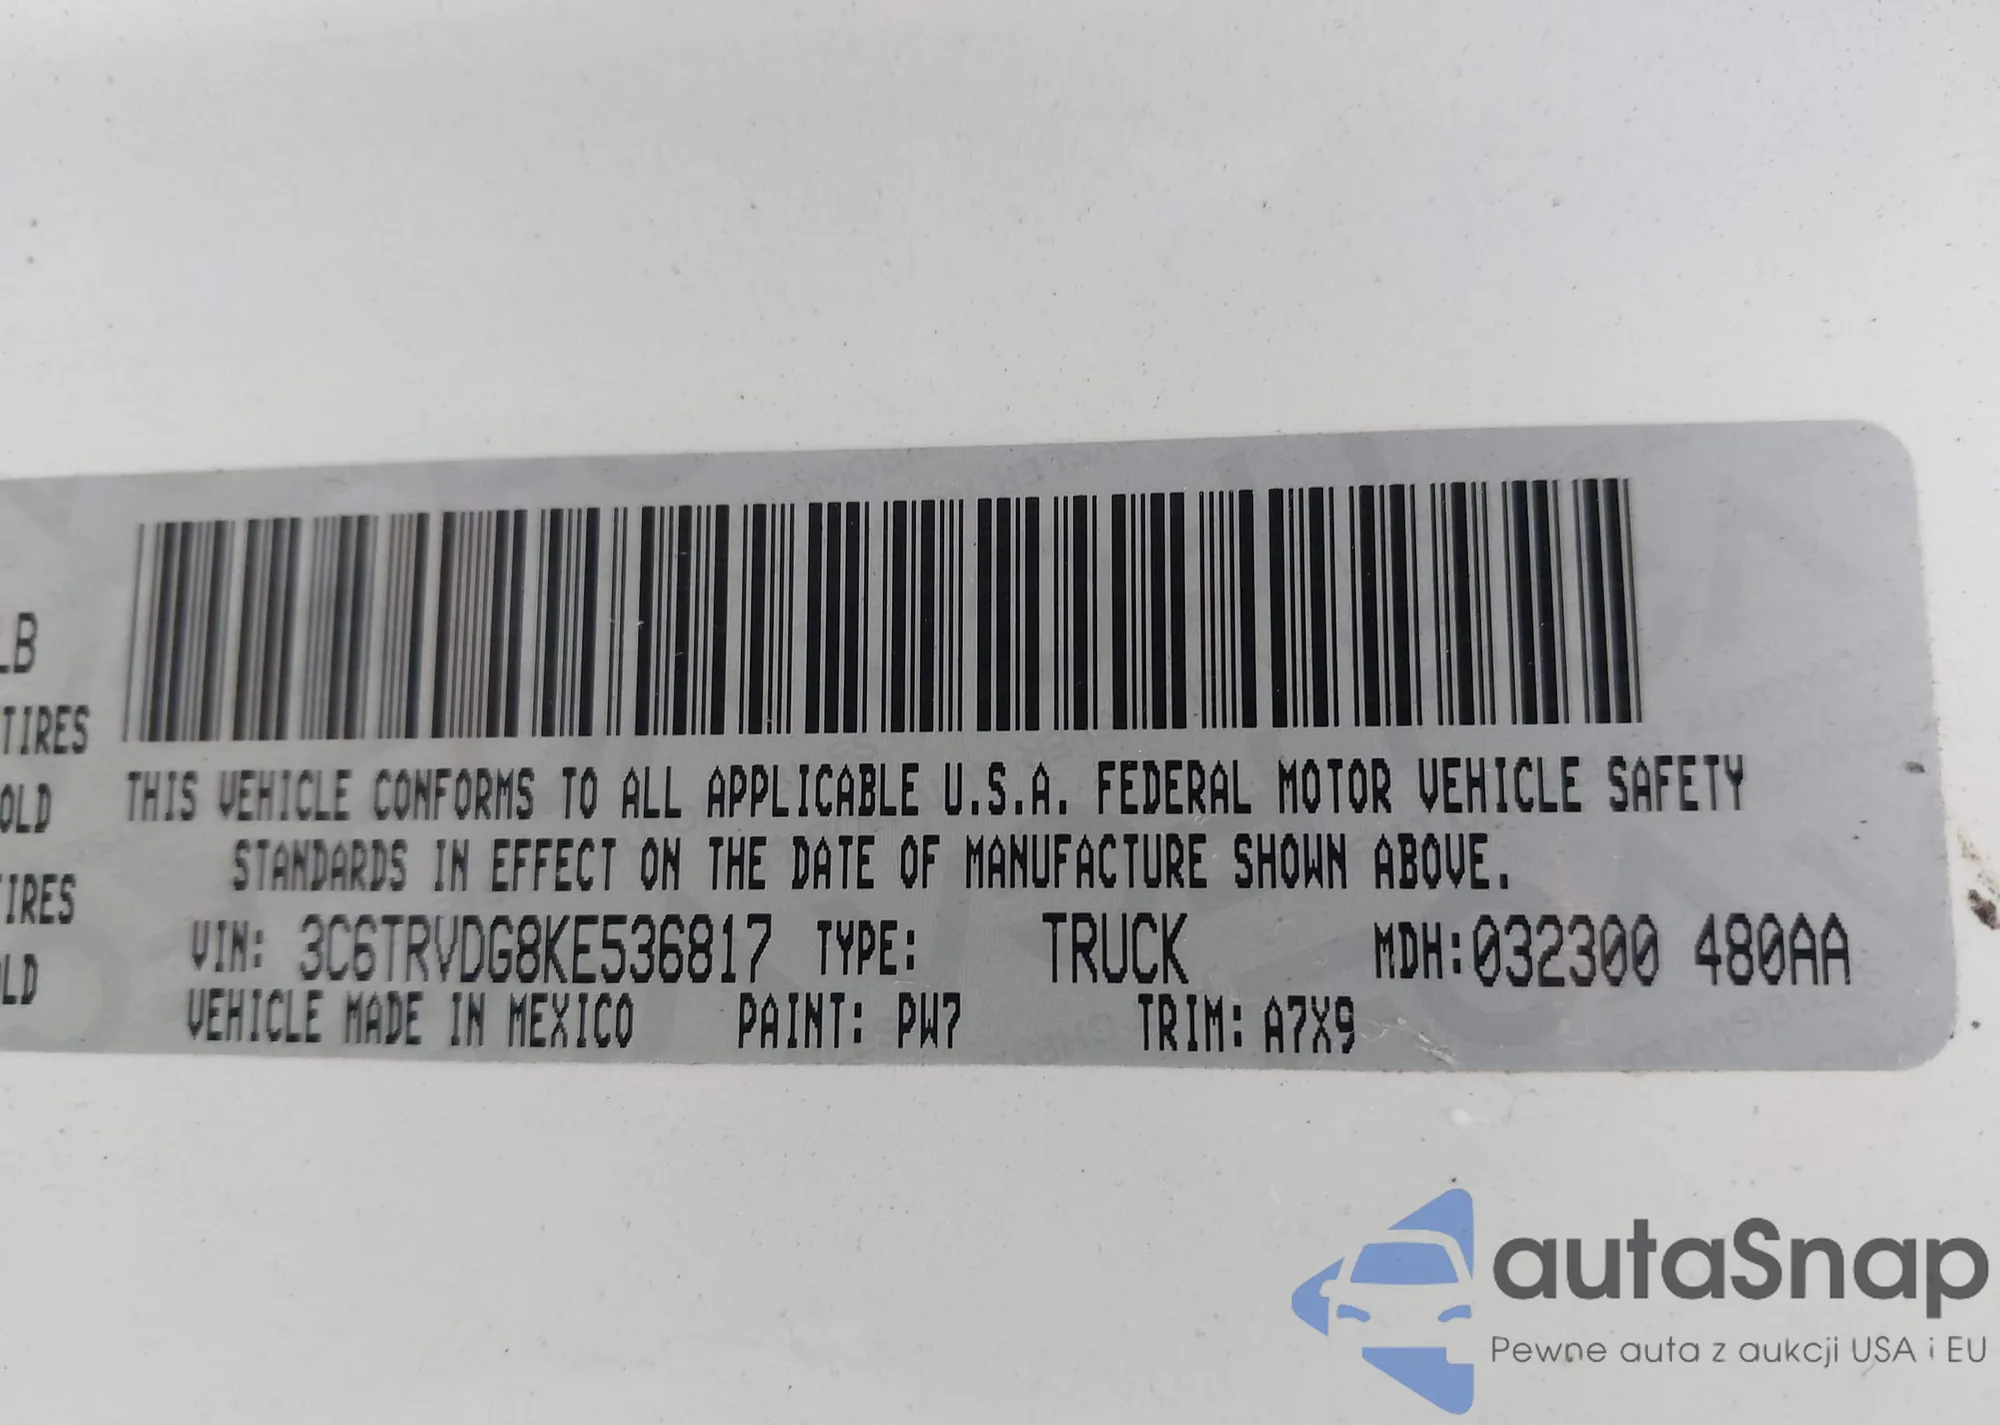 LB
TIRES
OLD
TIRES
OLD
THIS VEHICLE CONFORMS TO ALL APPLICABLE U.S.A. FEDERAL MOTOR VEHICLE SAFETY
STANDARDS IN EFFECT ON THE DATE OF MANUFACTURE SHOWN ABOVE.
VIN: 3C6TRVDG8KE536817 TYPE: TRUCK MDH:032300 480AA
VEHICLE MADE IN MEXICO PAINT: PW7 TRIM: A7X9
autaSnap
Pewne auta z aukcji USA i EU